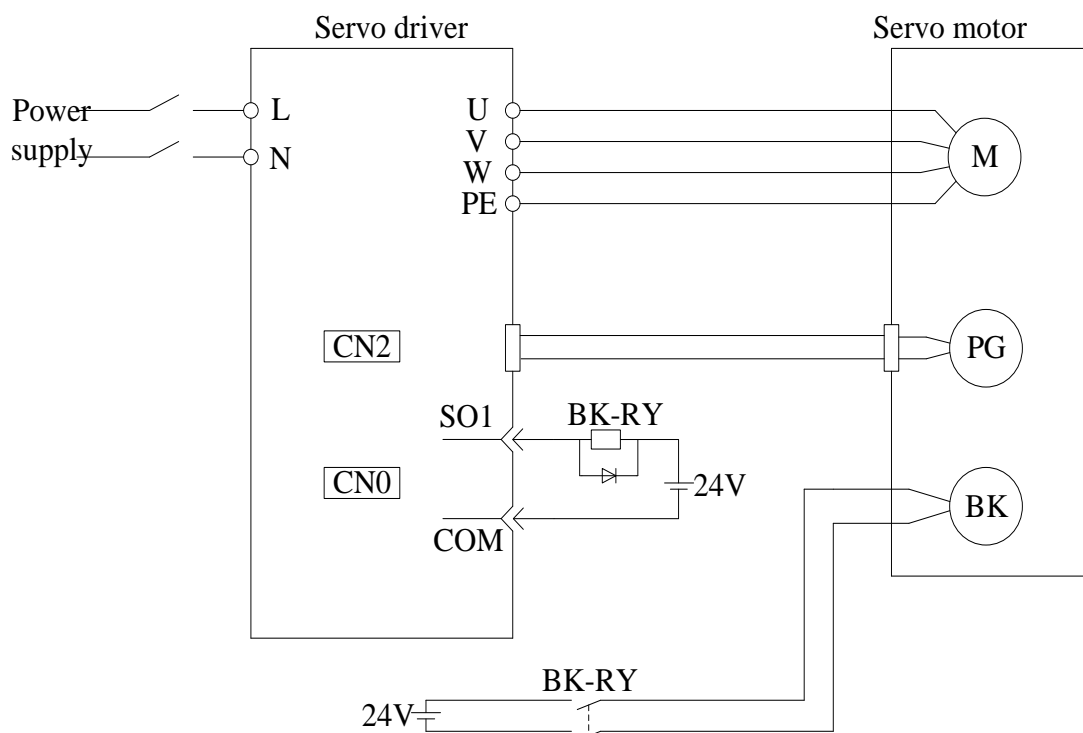 Servo driver
Servo motor
Power
supply
L
N
U
V
W
PE
M
CN2
PG
SO1
BK-RY
CN0
24V
COM
BK
BK-RY
24V